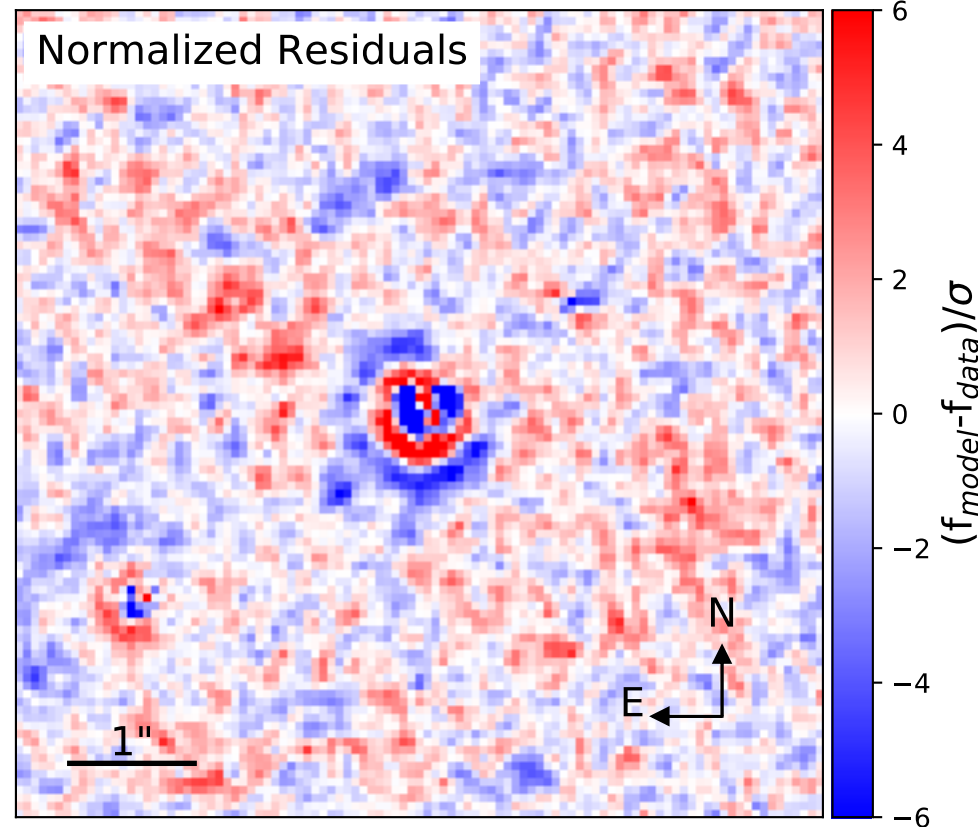 Normalized Residuals
6
4
2
0
−2
−4
−6
(f_model-f_data)/σ
N
E
1"